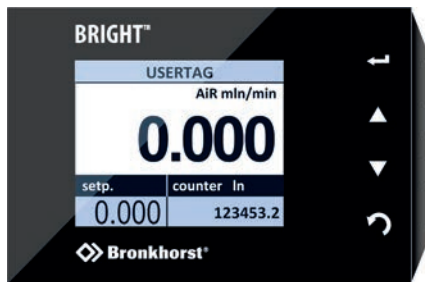 BRIGHT™
USERTAG
AiR mln/min
0.000
setp. counter ln
0.000 123453.2
Bronkhorst®